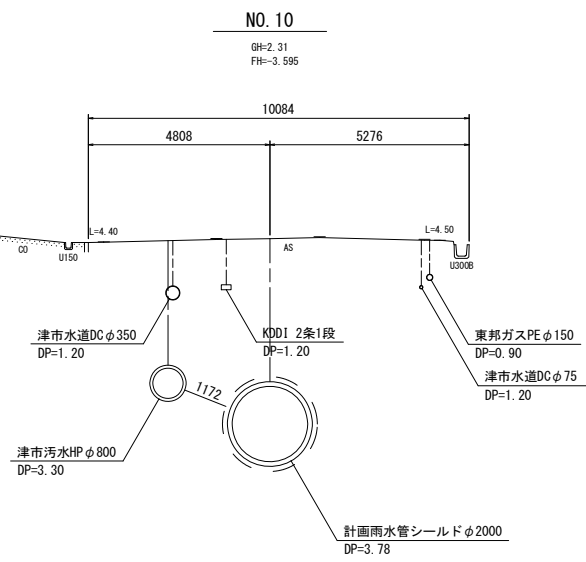 NO. 10
GH=2.31
FH=-3.595
10084
4808
5276
L=4.40
L=4.50
CO
U150
AS
U300B
津市水道DCφ350
DP=1.20
KDDI 2条1段
DP=1.20
東邦ガスPEφ150
DP=0.90
津市水道DCφ75
DP=1.20
1172
津市汚水HPφ800
DP=3.30
計画雨水管シールドφ2000
DP=3.78